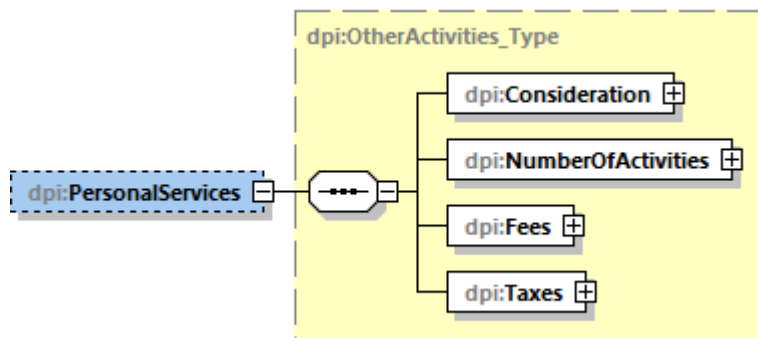 dpi:OtherActivities_Type
dpi:Consideration
dpi:NumberOfActivities
dpi:PersonalServices
dpi:Fees
dpi:Taxes